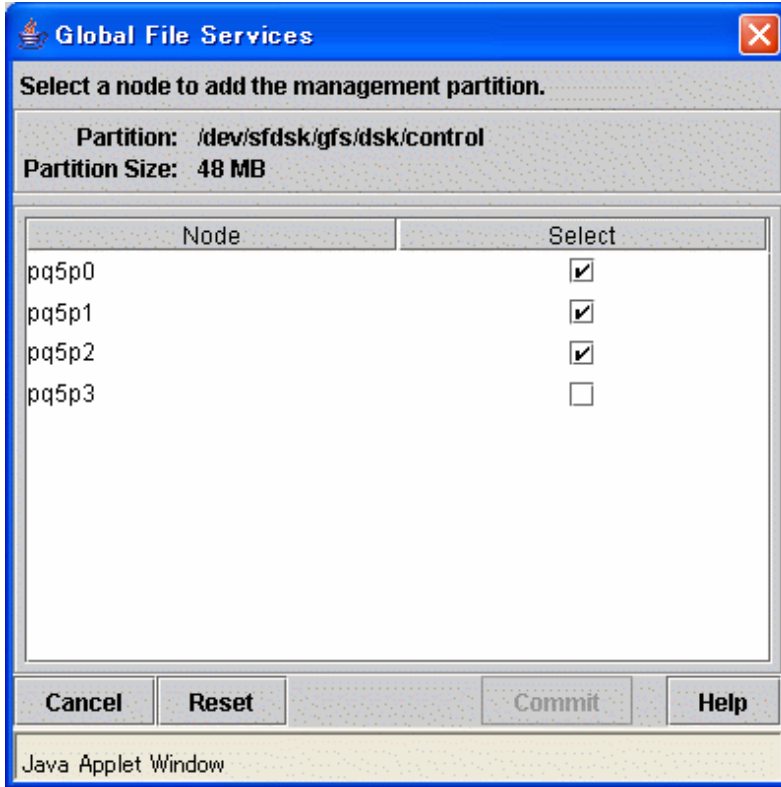 Global File Services
Select a node to add the management partition.
Partition: /dev/sfdsk/gfs/dsk/control
Partition Size: 48 MB
Node Select
pq5p0
pq5p1
pq5p2
pq5p3
Cancel Reset Commit Help
Java Applet Window